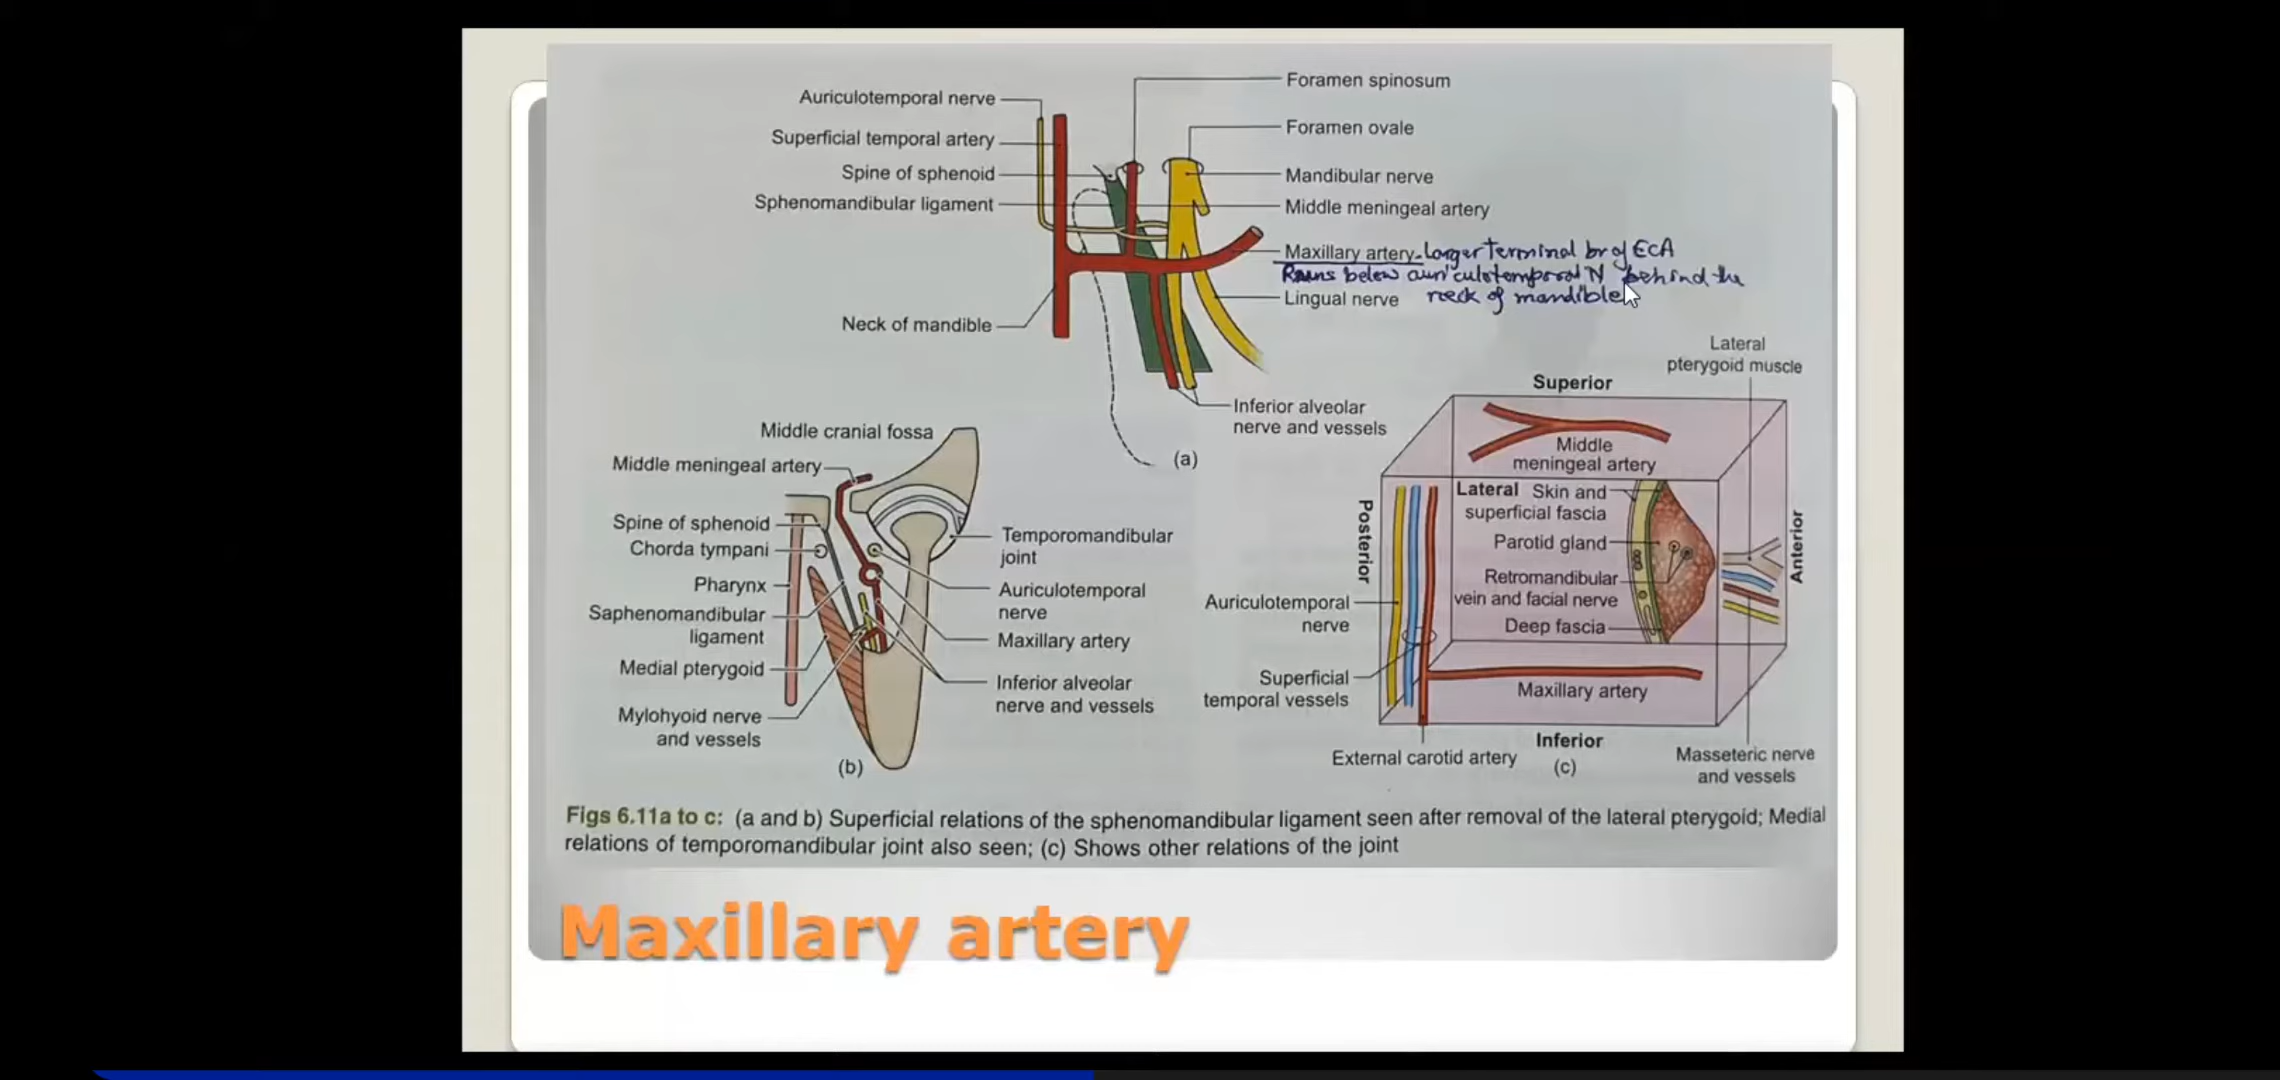 Foramen spinosum
Auriculotemporal nerve
Foramen ovale
Superficial temporal artery
Spine of sphenoid
Mandibular nerve
Sphenomandibular ligament
Middle meningeal artery
Maxillary artery-Larger Terminal br of ECA
Runs below auriculotemporal N behind the
Lingual nerve neck of mandible
Neck of mandible
Inferior alveolar
nerve and vessels
(a)
Middle cranial fossa
Middle meningeal artery
Spine of sphenoid
Chorda tympani
Pharynx
Saphenomandibular
ligament
Medial pterygoid
Mylohyoid nerve
and vessels
Temporomandibular
joint
Auriculotemporal
nerve
Maxillary artery
Inferior alveolar
nerve and vessels
(b)
Lateral
pterygoid muscle
Superior
Middle
meningeal artery
Posterior
Lateral
Skin and
superficial fascia
Parotid gland
Retromandibular
vein and facial nerve
Deep fascia
Anterior
Auriculotemporal
nerve
Superficial
temporal vessels
Maxillary artery
Inferior
External carotid artery
(c)
Masseteric nerve
and vessels
Figs 6.11a to c: (a and b) Superficial relations of the sphenomandibular ligament seen after removal of the lateral pterygoid; Medial
relations of temporomandibular joint also seen; (c) Shows other relations of the joint
Maxillary artery